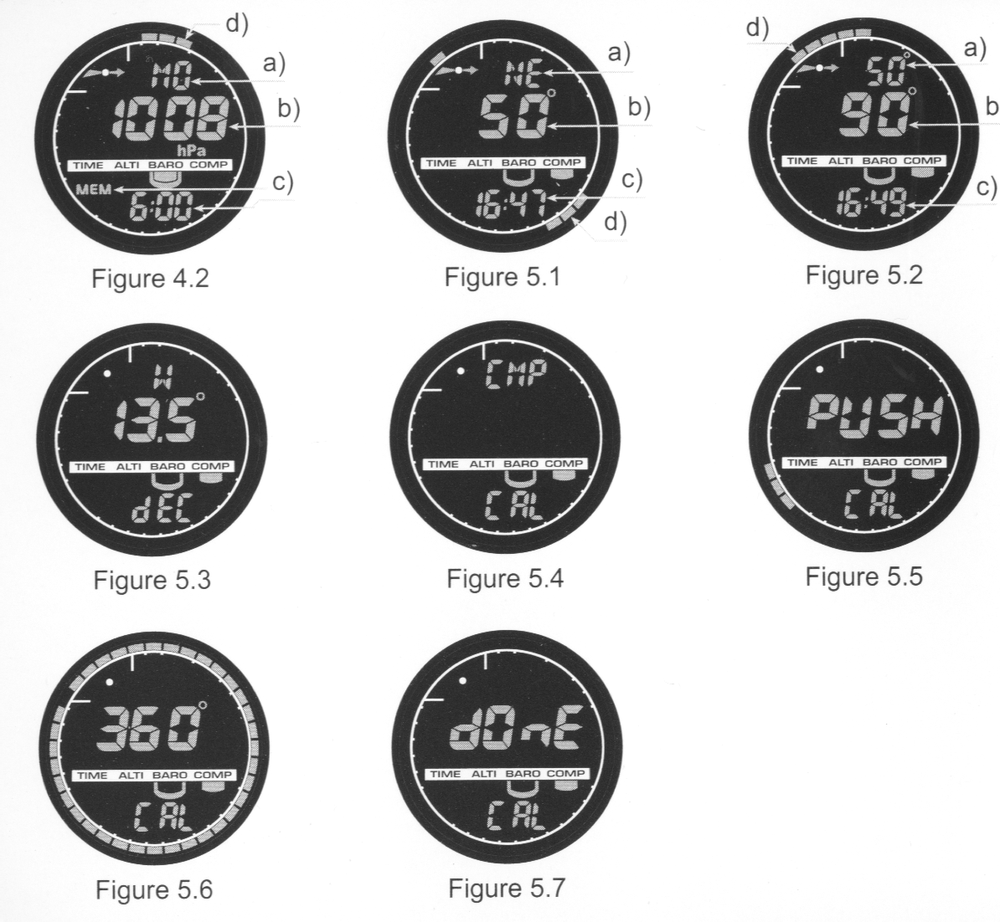 d)
MO
a)
1008
b)
hPa
TIME ALTI BARO COMP
MEM
c)
6:00
Figure 4.2
NE
a)
50°
b)
TIME ALTI BARO COMP
c)
16:47
d)
Figure 5.1
d)
50°
a)
90°
b
TIME ALTI BARO COMP
16:49
c)
Figure 5.2
W
13.5°
TIME ALTI BARO COMP
dEC
Figure 5.3
CMP
TIME ALTI BARO COMP
CAL
Figure 5.4
PUSH
TIME ALTI BARO COMP
CAL
Figure 5.5
360°
TIME ALTI BARO COMP
CAL
Figure 5.6
dOnE
TIME ALTI BARO COMP
CAL
Figure 5.7